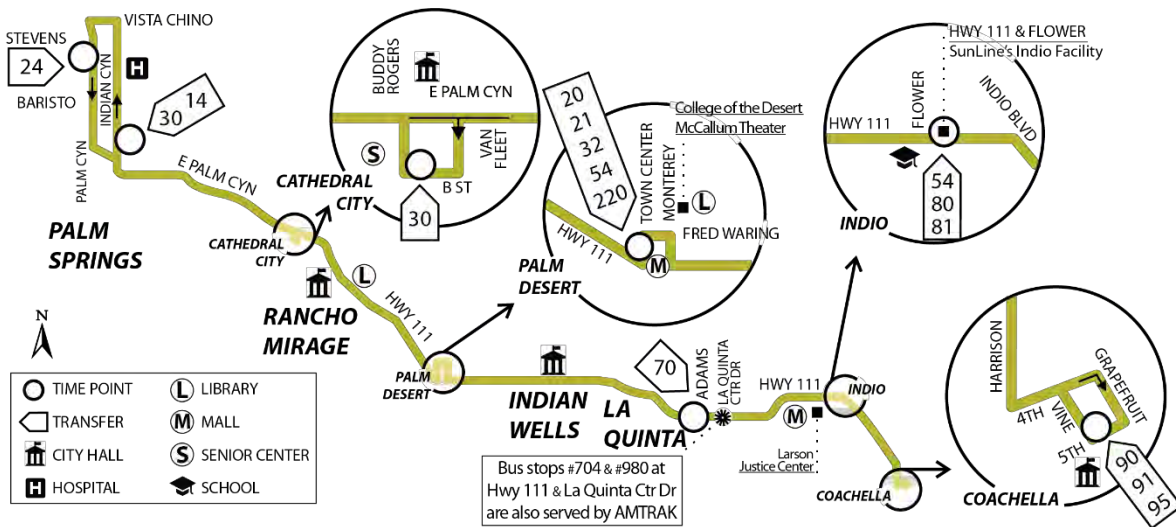 VISTA CHINO
STEVENS
24
BARISTO
INDIAN CYN
H
30
14
PALM CYN
E PALM CYN
PALM
SPRINGS
CATHEDRAL
CITY
BUDDY
ROGERS
E PALM CYN
VAN
FLEET
S
B ST
CATHEDRAL
CITY
30
L
RANCHO
MIRAGE
HWY 111
20
21
32
54
220
College of the Desert
McCallum Theater
TOWN CENTER
MONTEREY
L
FRED WARING
HWY 111
M
PALM
DESERT
PALM
DESERT
INDIAN
WELLS
70
ADAMS
LA QUINTA
CTR DR
LA
QUINTA
Bus stops #704 & #980 at
Hwy 111 & La Quinta Ctr Dr
are also served by AMTRAK
HWY 111
M
Larson
Justice Center
INDIO
HWY 111 & FLOWER
SunLine's Indio Facility
FLOWER
HWY 111
INDIO BLVD
54
80
81
INDIO
COACHELLA
HARRISON
GRAPEFRUIT
4TH
VINE
5TH
90
91
95
COACHELLA
N
TIME POINT
L LIBRARY
TRANSFER
M MALL
CITY HALL
S SENIOR CENTER
H HOSPITAL
SCHOOL